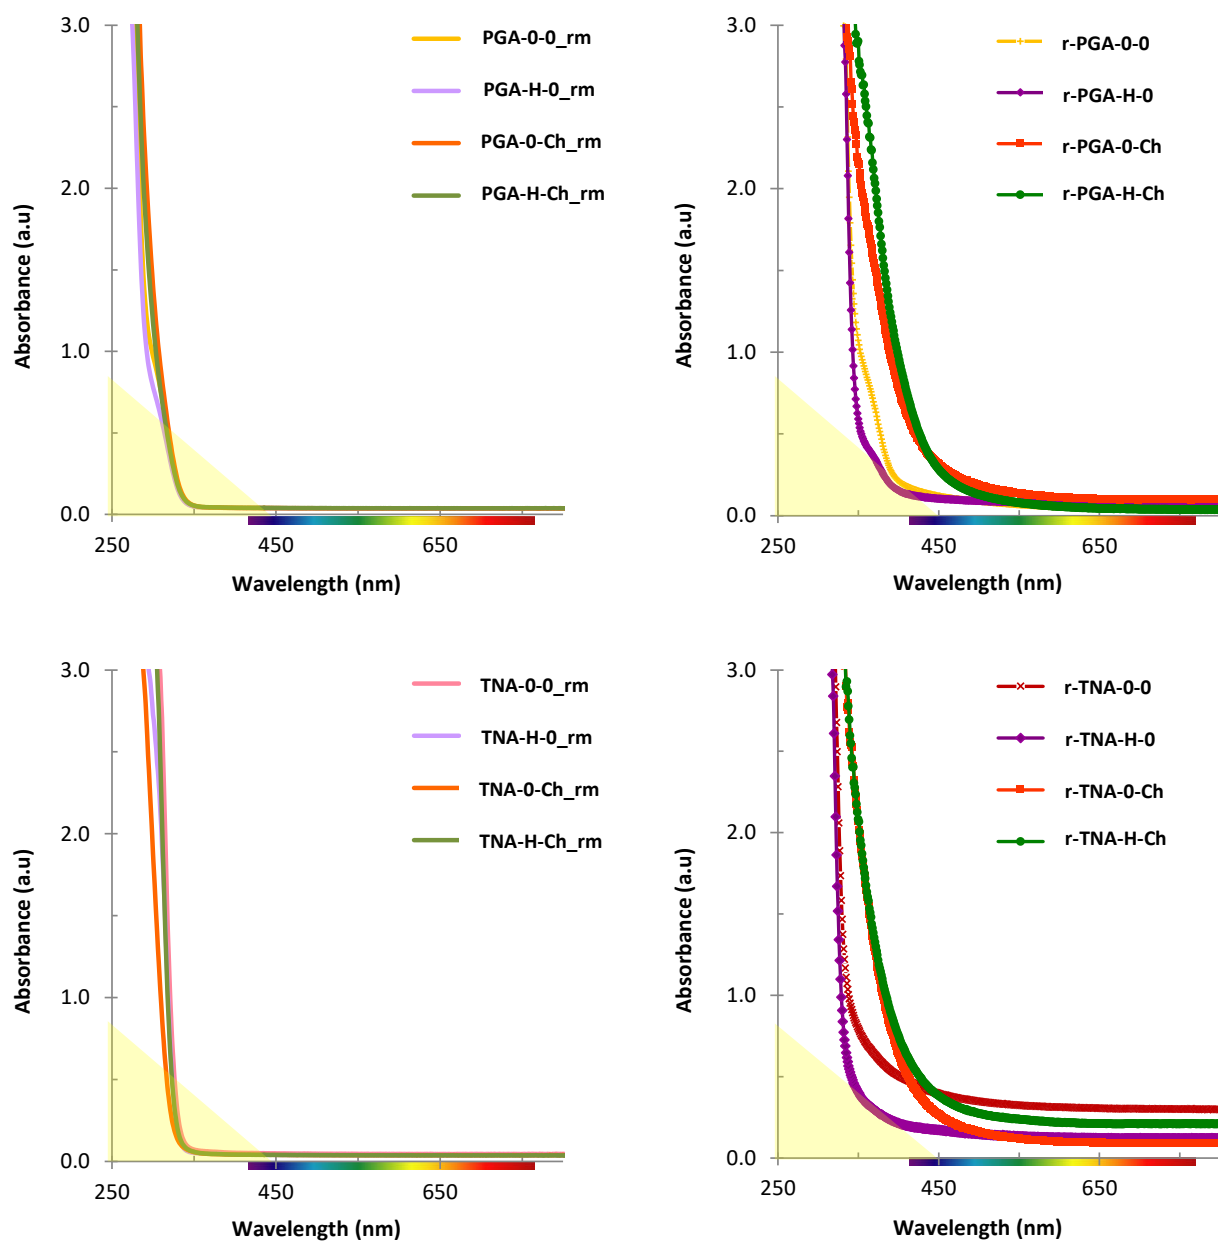 3.0
2.0
1.0
0.0
250
450
650
Absorbance (a.u)
Wavelength (nm)
PGA-0-0_rm
PGA-H-0_rm
PGA-0-Ch_rm
PGA-H-Ch_rm
3.0
2.0
1.0
0.0
250
450
650
Absorbance (a.u)
Wavelength (nm)
r-PGA-0-0
r-PGA-H-0
r-PGA-0-Ch
r-PGA-H-Ch
3.0
2.0
1.0
0.0
250
450
650
Absorbance (a.u)
Wavelength (nm)
TNA-0-0_rm
TNA-H-0_rm
TNA-0-Ch_rm
TNA-H-Ch_rm
3.0
2.0
1.0
0.0
250
450
650
Absorbance (a.u)
Wavelength (nm)
r-TNA-0-0
r-TNA-H-0
r-TNA-0-Ch
r-TNA-H-Ch